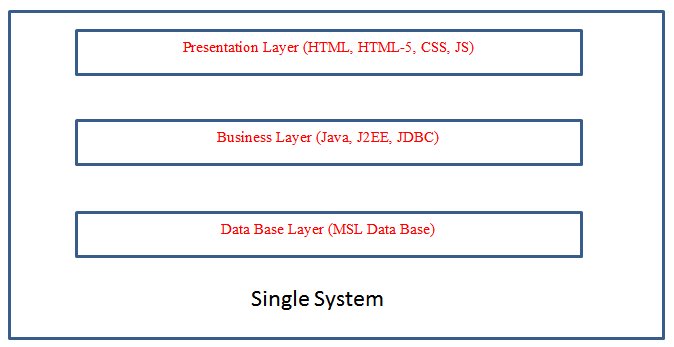 Presentation Layer (HTML, HTML-5, CSS, JS)
Business Layer (Java, J2EE, JDBC)
Data Base Layer (MSL Data Base)
Single System